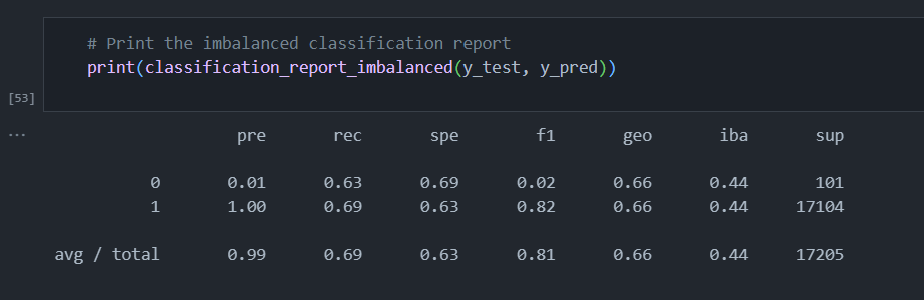 # Print the imbalanced classification report
print(classification_report_imbalanced(y_test, y_pred))
[53]
...
pre rec spe f1 geo iba sup
0 0.01 0.63 0.69 0.02 0.66 0.44 101
1 1.00 0.69 0.63 0.82 0.66 0.44 17104
avg / total 0.99 0.69 0.63 0.81 0.66 0.44 17205